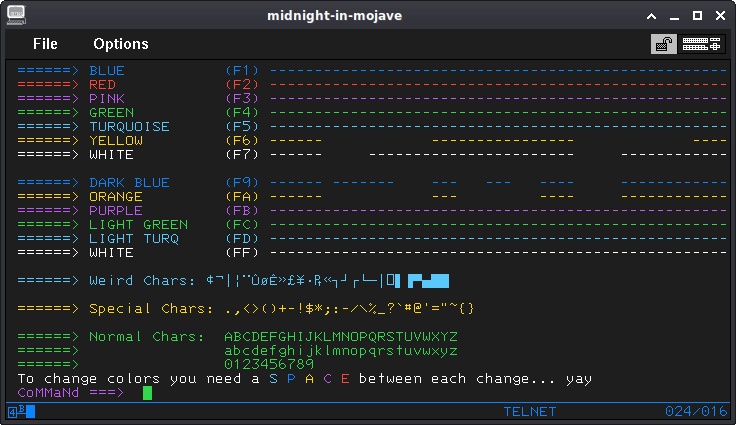 midnight-in-mojave
File Options
======> BLUE (F1) -----------------------------------------------------
======> RED (F2) -----------------------------------------------------
======> PINK (F3) -----------------------------------------------------
======> GREEN (F4) -----------------------------------------------------
======> TURQUOISE (F5) -----------------------------------------------------
======> YELLOW (F6) ------ ---------------- ----
======> WHITE (F7) ------ ---------------- ------------
======> DARK BLUE (F9) ------ ------- --- --- ---- ------------
======> ORANGE (FA) -----------------------------------------------------
======> PURPLE (FB) -----------------------------------------------------
======> LIGHT GREEN (FC) -----------------------------------------------------
======> LIGHT TURQ (FD) -----------------------------------------------------
======> WHITE (FF) -----------------------------------------------------
======> Weird Chars: ¢¬|¦¨ÛøÊ»£¥·₧«┐┘┌└─│
======> Special Chars: .,<>()+-!$*;:-/\%_?`#@'="~{}
======> Normal Chars: ABCDEFGHIJKLMNOPQRSTUVWXYZ
======> abcdefghijklmnopqrstuvwxyz
======> 0123456789
To change colors you need a S P A C E between each change... yay
CoMMaNd ===>
4B TELNET 024/016